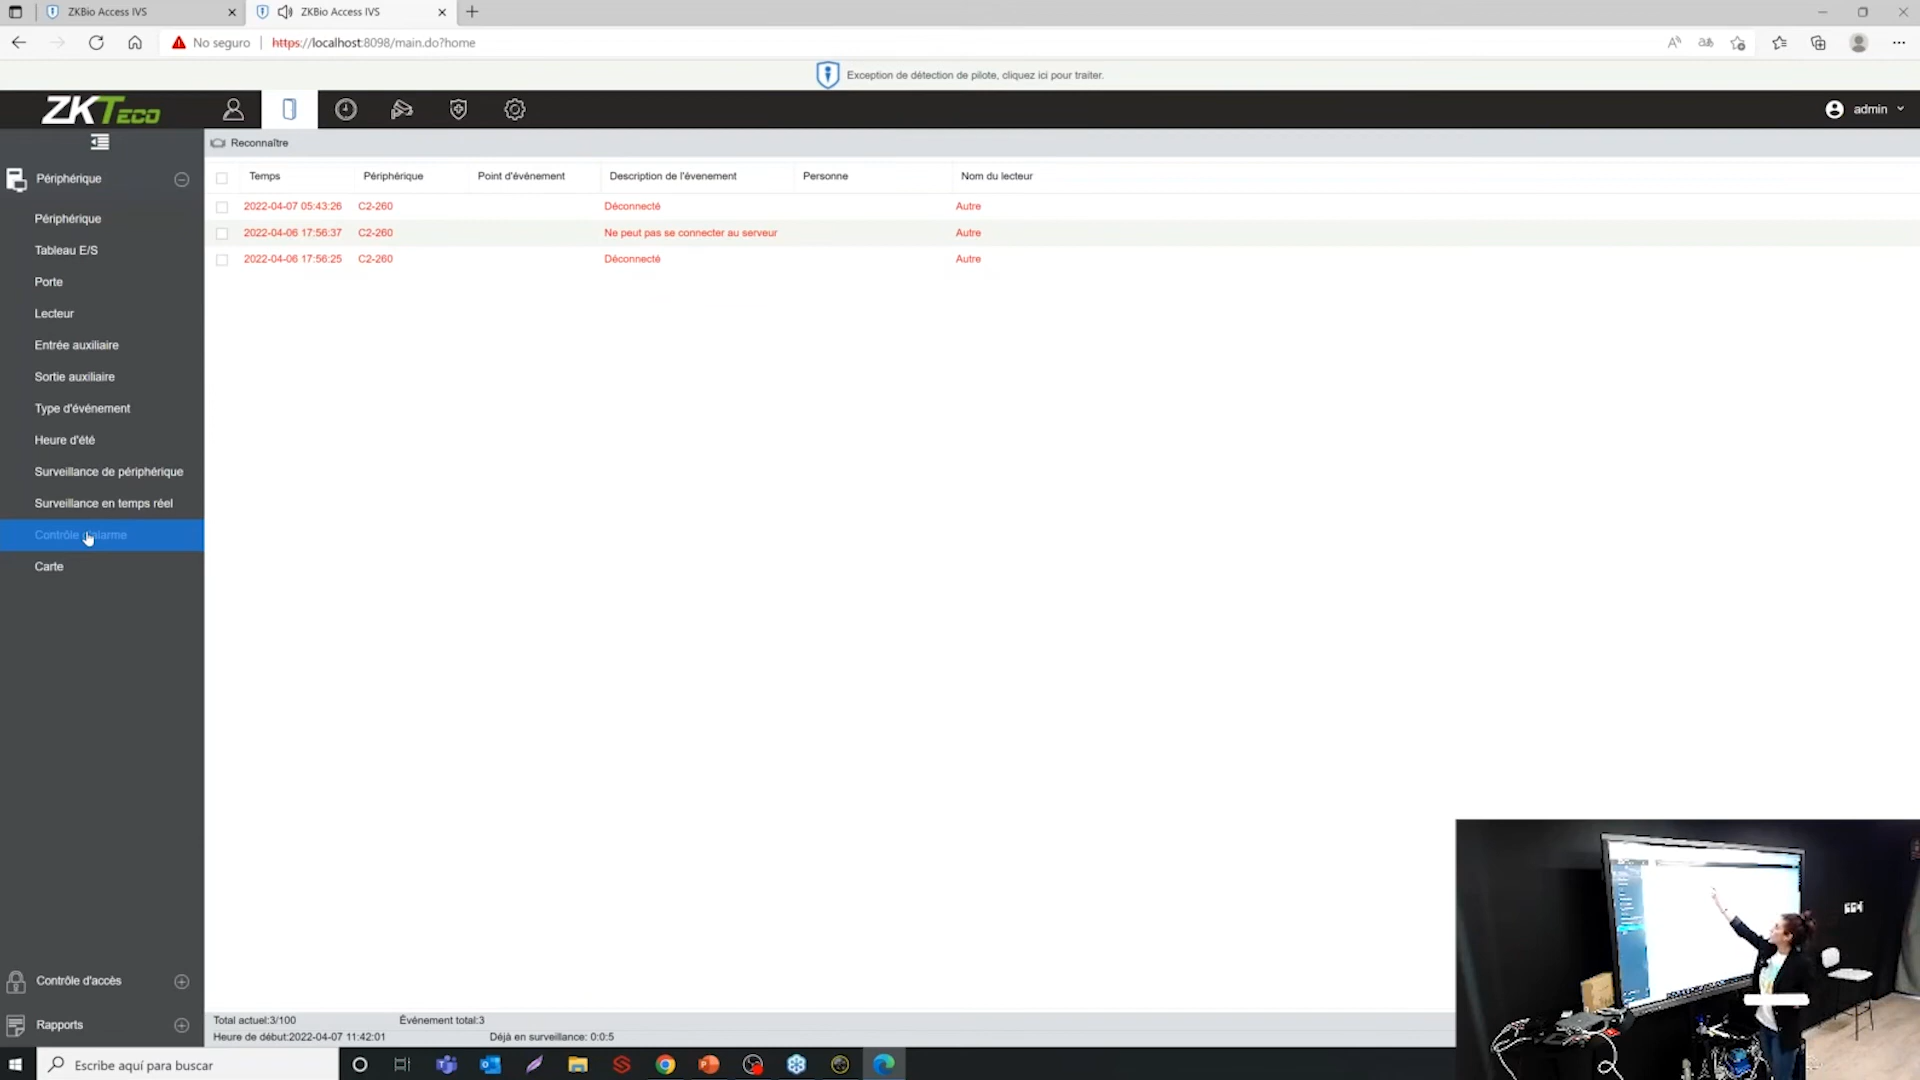 ZKBio Access IVS
ZKBio Access IVS
No seguro
https://localhost:8098/main.do?home
Exception de détection de pilote, cliquez ici pour traiter.
ZKTECO
admin
Périphérique
Périphérique
Tableau E/S
Porte
Lecteur
Entrée auxiliaire
Sortie auxiliaire
Type d'événement
Heure d'été
Surveillance de périphérique
Surveillance en temps réel
Contrôle d'alarme
Carte
Contrôle d'accès
Rapports
Reconnaître
Temps Périphérique Point d'événement Description de l'évenement Personne Nom du lecteur
2022-04-07 05:43:26 C2-260 Déconnecté Autre
2022-04-06 17:56:37 C2-260 Ne peut pas se connecter au serveur Autre
2022-04-06 17:56:25 C2-260 Déconnecté Autre
Total actuel:3/100 Événement total:3
Heure de début:2022-04-07 11:42:01 Déjà en surveillance: 0:0:5
Escribe aquí para buscar